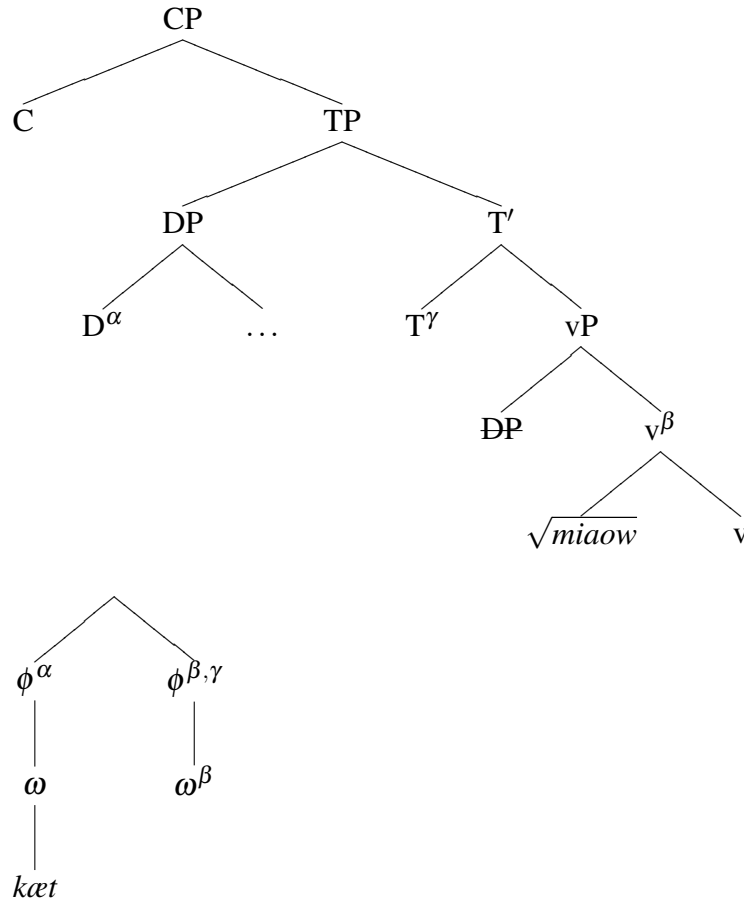 CP
C TP
DP T′
D^α … T^γ vP
DP v^β
√miaow v
ϕ^α ϕ^β,γ
ω ω^β
kæt